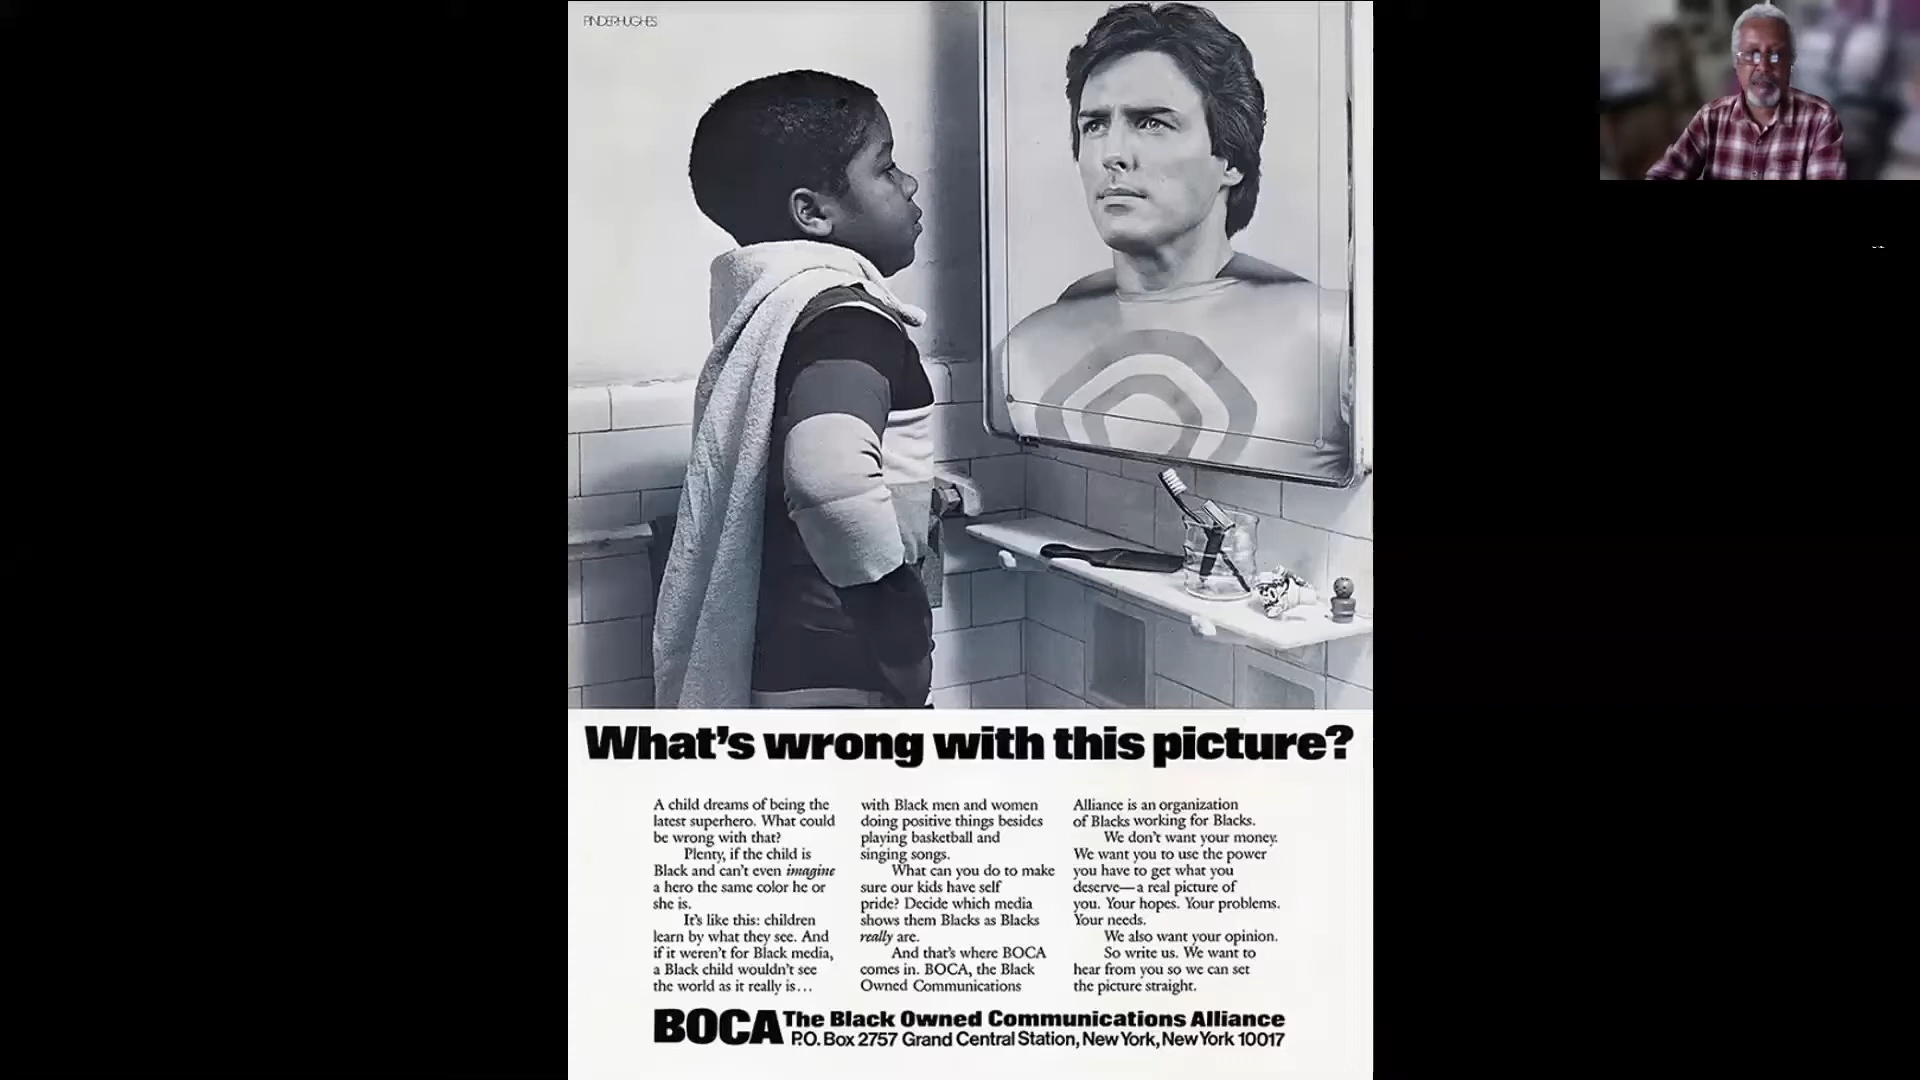 PINDERHUGHES
What's wrong with this picture?
A child dreams of being the
latest superhero. What could
be wrong with that?
Plenty, if the child is
Black and can't even imagine
a hero the same color he or
she is.
It's like this: children
learn by what they see. And
if it weren't for Black media,
a Black child wouldn't see
the world as it really is...
with Black men and women
doing positive things besides
playing basketball and
singing songs.
What can you do to make
sure our kids have self
pride? Decide which media
shows them Blacks as Blacks
really are.
And that's where BOCA
comes in. BOCA, the Black
Owned Communications
Alliance is an organization
of Blacks working for Blacks.
We don't want your money.
We want you to use the power
you have to get what you
deserve—a real picture of
you. Your hopes. Your problems.
Your needs.
We also want your opinion.
So write us. We want to
hear from you so we can set
the picture straight.
BOCA The Black Owned Communications Alliance
P.O. Box 2757 Grand Central Station, New York, New York 10017